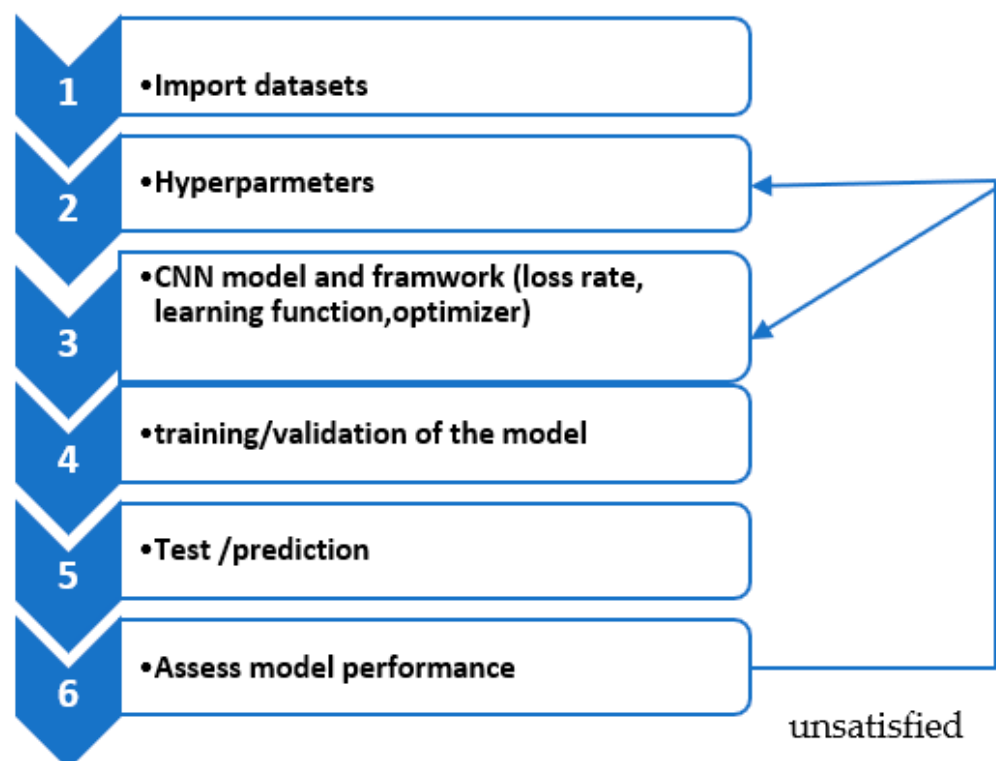 1
•Import datasets
2
•Hyperparmeters
3
•CNN model and framwork (loss rate,
learning function,optimizer)
4
•training/validation of the model
5
•Test /prediction
6
•Assess model performance
unsatisfied